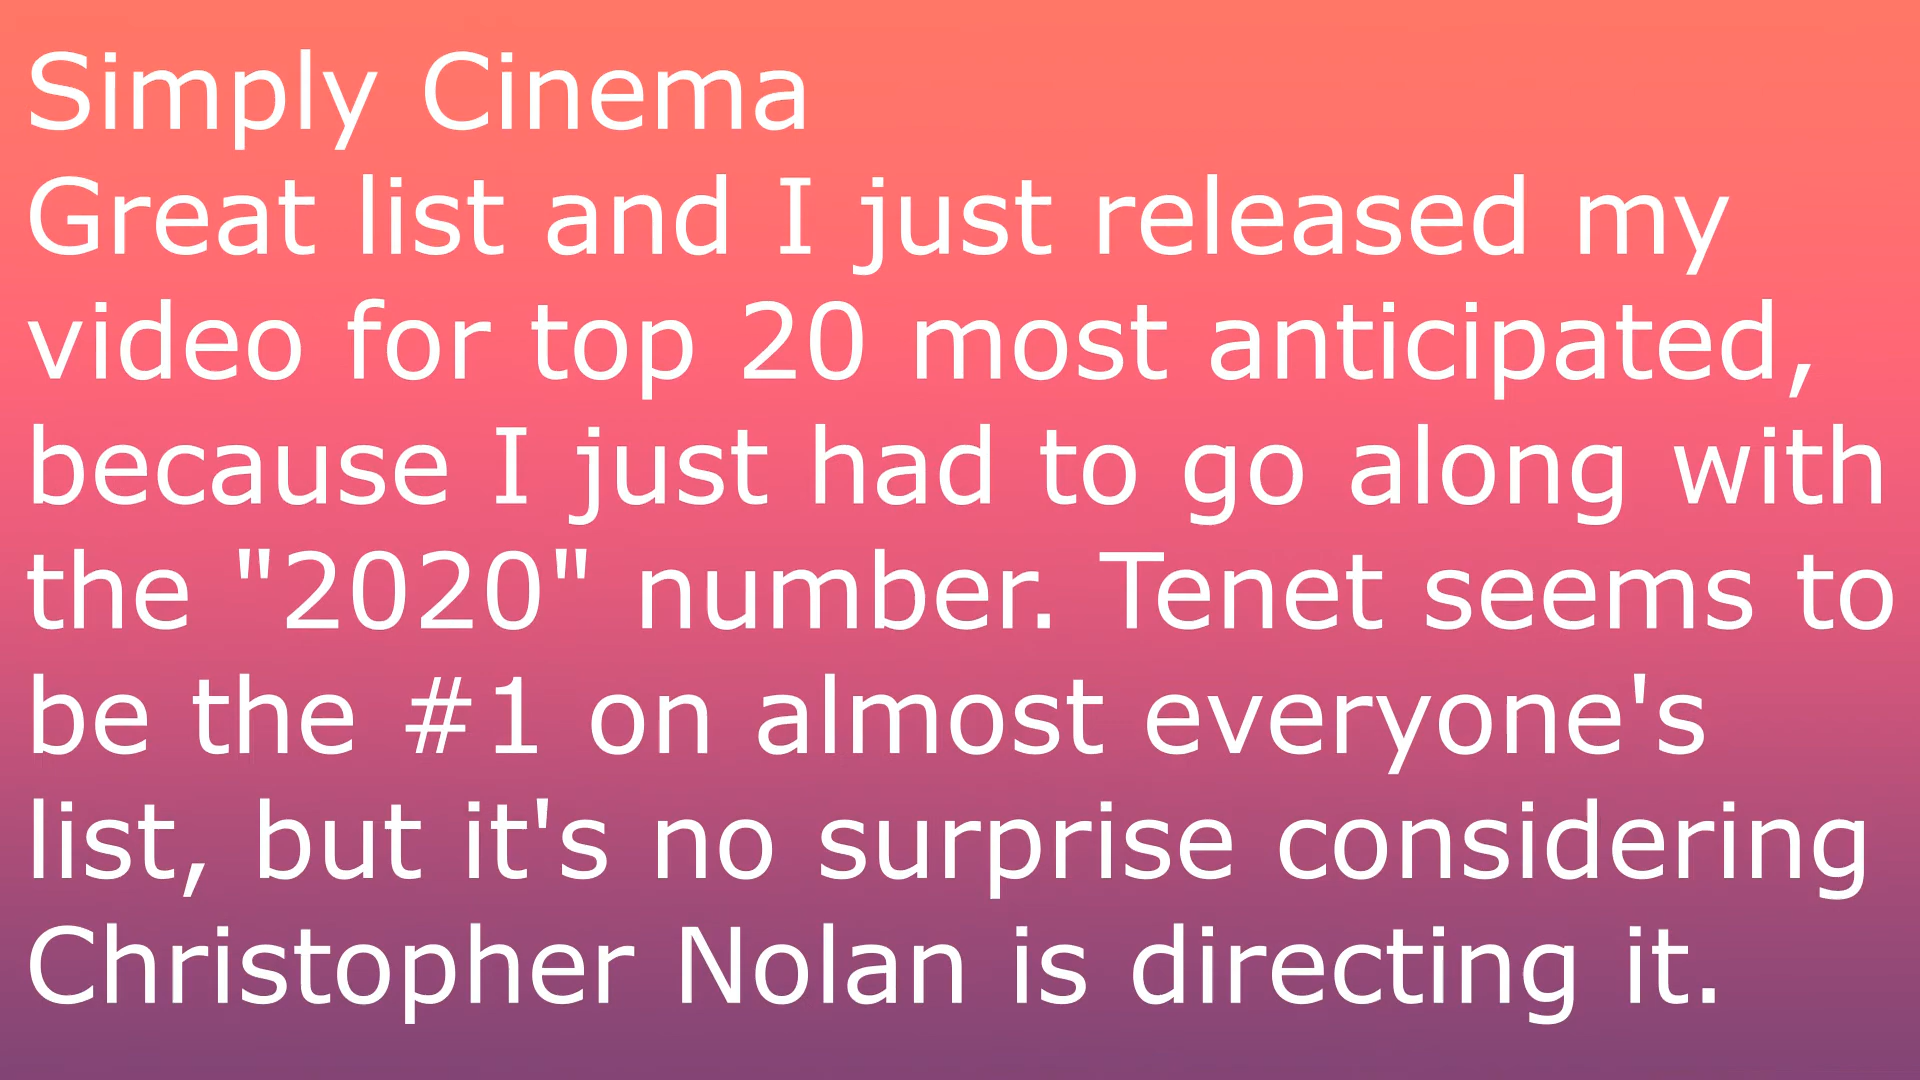 Simply Cinema
Great list and I just released my
video for top 20 most anticipated,
because I just had to go along with
the "2020" number. Tenet seems to
be the #1 on almost everyone's
list, but it's no surprise considering
Christopher Nolan is directing it.